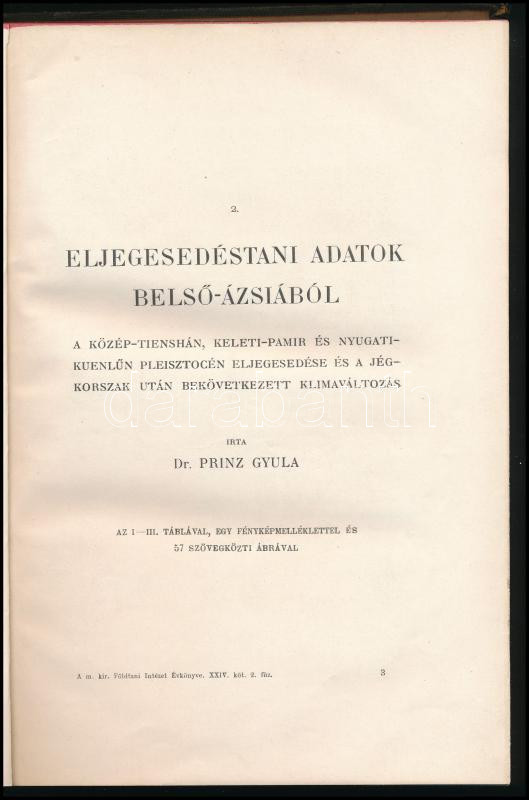 2.
ELJEGESEDÉSTANI ADATOK
BELSŐ-ÁZSIÁBÓL
A KÖZÉP-TIENSHÁN, KELETI-PAMIR ÉS NYUGATI-
KUENLŰN PLEISZTOCÉN ELJEGESEDÉSE ÉS A JÉG-
KORSZAK UTÁN BEKÖVETKEZETT KLIMAVÁLTOZÁS
darabanth
IRTA
Dr. PRINZ GYULA
AZ I—III. TÁBLÁVAL, EGY FÉNYKÉPMELLÉKLETTEL ÉS
57 SZÖVEGKÖZTI ÁBRÁVAL
A m. kir. Földtani Intézet Évkönyve. XXIV. köt. 2. füz. 3